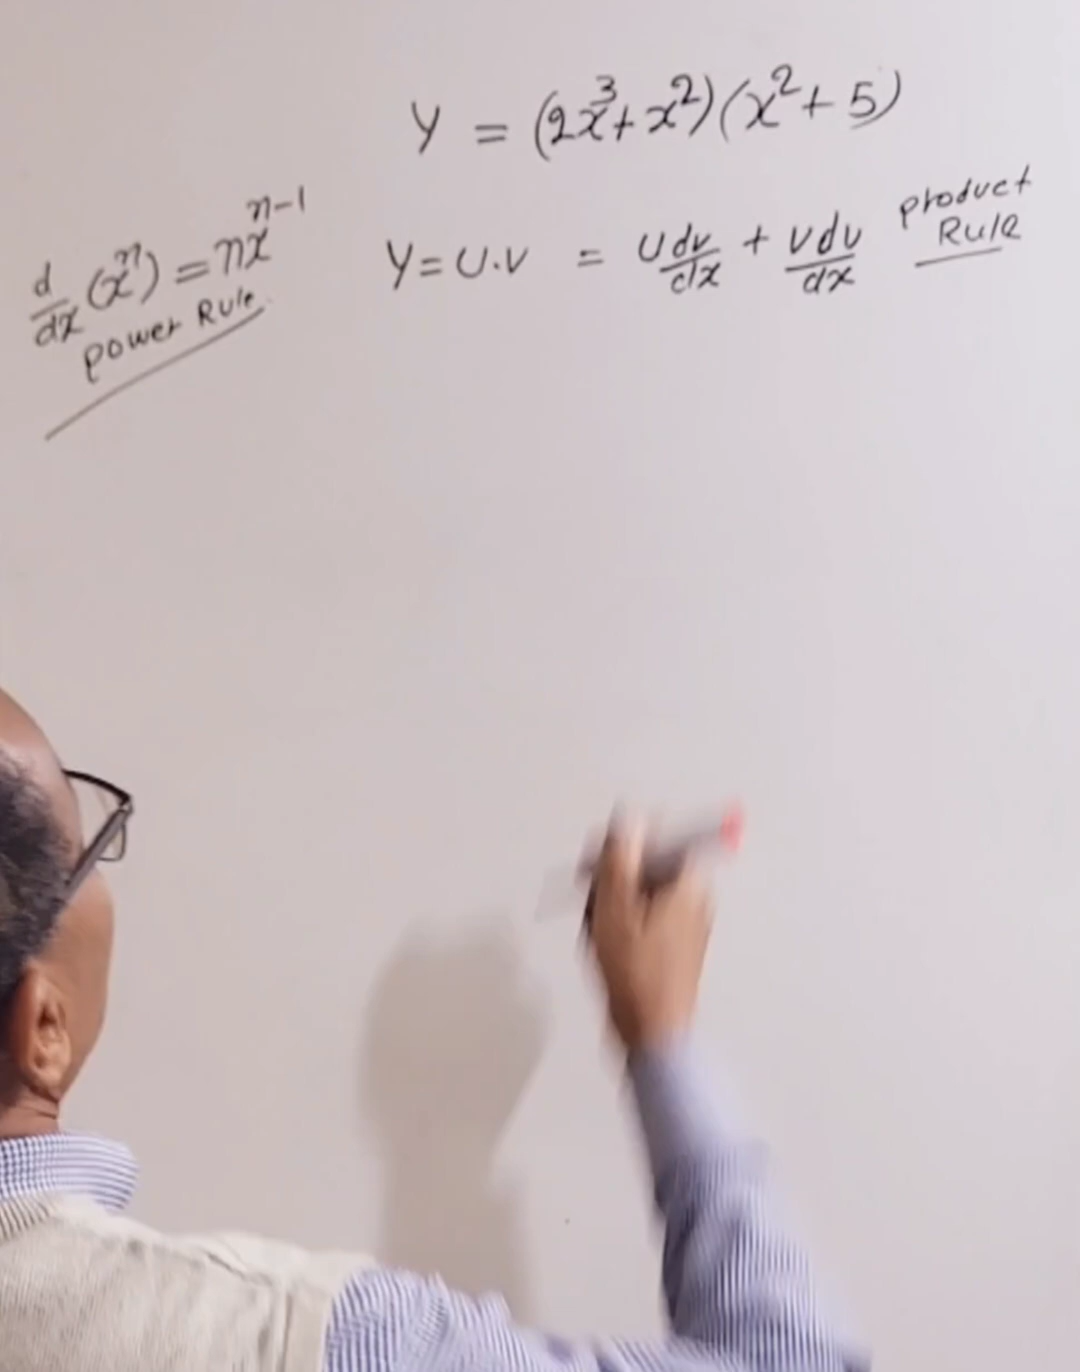 Y = (2x³+x²)(x²+5)
d/dx (xⁿ) = nxⁿ⁻¹
Power Rule
Y=U.V = U dv/dx + V du/dx
Product
Rule